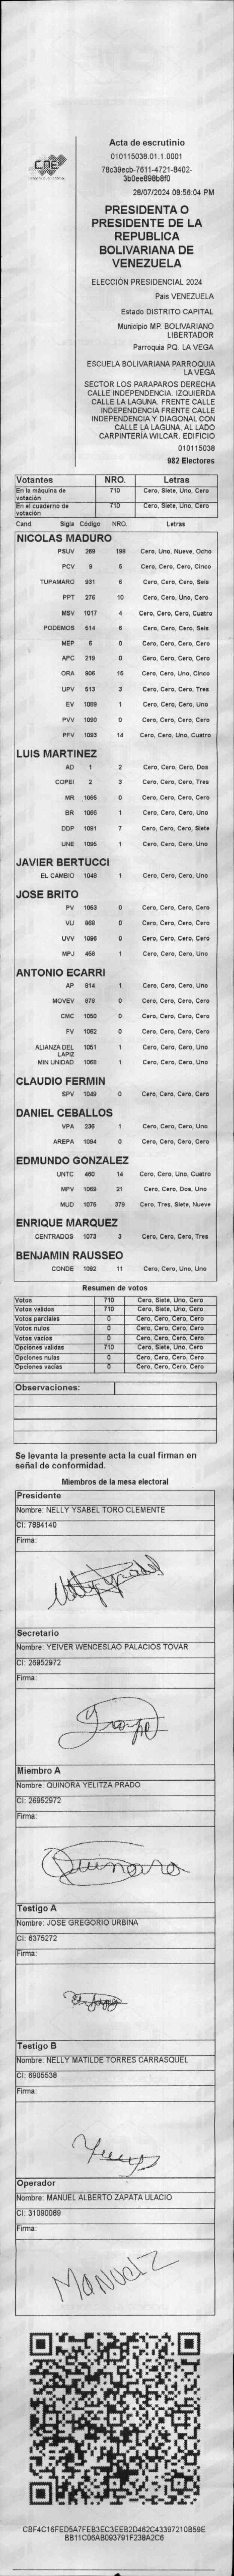 CNE
Acta de escrutinio
010115038.01.1.0001
78c39ecb-7611-4721-8402-
3b0ee898b8f0
28/07/2024 08:56:04 PM
PRESIDENTA O
PRESIDENTE DE LA
REPUBLICA
BOLIVARIANA DE
VENEZUELA
ELECCIÓN PRESIDENCIAL 2024
País VENEZUELA
Estado DISTRITO CAPITAL
Municipio MP. BOLIVARIANO
LIBERTADOR
Parroquia PQ. LA VEGA
ESCUELA BOLIVARIANA PARROQUIA
LA VEGA
SECTOR LOS PARAPAROS DERECHA
CALLE INDEPENDENCIA. IZQUIERDA
CALLE LA LAGUNA. FRENTE CALLE
INDEPENDENCIA FRENTE CALLE
INDEPENDENCIA Y DIAGONAL CON
CALLE LA LAGUNA, AL LADO
CARPINTERÍA WILCAR. EDIFICIO
010115038
982 Electores
Votantes NRO. Letras
En la máquina de votación 710 Cero, Siete, Uno, Cero
En el cuaderno de votación 710 Cero, Siete, Uno, Cero
Cand. Sigla Código NRO. Letras
NICOLAS MADURO
PSUV 269 198 Cero, Uno, Nueve, Ocho
PCV 9 5 Cero, Cero, Cero, Cinco
TUPAMARO 931 6 Cero, Cero, Cero, Seis
PPT 276 10 Cero, Cero, Uno, Cero
MSV 1017 4 Cero, Cero, Cero, Cuatro
PODEMOS 514 6 Cero, Cero, Cero, Seis
MEP 6 0 Cero, Cero, Cero, Cero
APC 219 0 Cero, Cero, Cero, Cero
ORA 906 15 Cero, Cero, Uno, Cinco
UPV 513 3 Cero, Cero, Cero, Tres
EV 1089 1 Cero, Cero, Cero, Uno
PVV 1090 0 Cero, Cero, Cero, Cero
PFV 1093 14 Cero, Cero, Uno, Cuatro
LUIS MARTINEZ
AD 1 2 Cero, Cero, Cero, Dos
COPEI 2 3 Cero, Cero, Cero, Tres
MR 1065 0 Cero, Cero, Cero, Cero
BR 1066 1 Cero, Cero, Cero, Uno
DDP 1091 7 Cero, Cero, Cero, Siete
UNE 1095 1 Cero, Cero, Cero, Uno
JAVIER BERTUCCI
EL CAMBIO 1048 1 Cero, Cero, Cero, Uno
JOSE BRITO
PV 1053 0 Cero, Cero, Cero, Cero
VU 868 0 Cero, Cero, Cero, Cero
UVV 1096 0 Cero, Cero, Cero, Cero
MPJ 458 1 Cero, Cero, Cero, Uno
ANTONIO ECARRI
AP 914 1 Cero, Cero, Cero, Uno
MOVEV 978 0 Cero, Cero, Cero, Cero
CMC 1050 0 Cero, Cero, Cero, Cero
FV 1062 0 Cero, Cero, Cero, Cero
ALIANZA DEL LAPIZ 1051 1 Cero, Cero, Cero, Uno
MIN UNIDAD 1068 1 Cero, Cero, Cero, Uno
CLAUDIO FERMIN
SPV 1049 0 Cero, Cero, Cero, Cero
DANIEL CEBALLOS
VPA 236 1 Cero, Cero, Cero, Uno
AREPA 1094 0 Cero, Cero, Cero, Cero
EDMUNDO GONZALEZ
UNTC 460 14 Cero, Cero, Uno, Cuatro
MPV 1069 21 Cero, Cero, Dos, Uno
MUD 1075 379 Cero, Tres, Siete, Nueve
ENRIQUE MARQUEZ
CENTRADOS 1073 3 Cero, Cero, Cero, Tres
BENJAMIN RAUSSEO
CONDE 1092 11 Cero, Cero, Uno, Uno
Resumen de votos
Votos 710 Cero, Siete, Uno, Cero
Votos validos 710 Cero, Siete, Uno, Cero
Votos parciales 0 Cero, Cero, Cero, Cero
Votos nulos 0 Cero, Cero, Cero, Cero
Votos vacios 0 Cero, Cero, Cero, Cero
Opciones validas 710 Cero, Siete, Uno, Cero
Opciones nulas 0 Cero, Cero, Cero, Cero
Opciones vacias 0 Cero, Cero, Cero, Cero
Observaciones:
Se levanta la presente acta la cual firman en
señal de conformidad.
Miembros de la mesa electoral
Presidente
Nombre: NELLY YSABEL TORO CLEMENTE
CI: 7664140
Firma:
Secretario
Nombre: YEIVER WENCESLAO PALACIOS TOVAR
CI: 26952972
Firma:
Miembro A
Nombre: QUINORA YELITZA PRADO
CI: 26952972
Firma:
Quinora
Testigo A
Nombre: JOSE GREGORIO URBINA
CI: 6375272
Firma:
Testigo B
Nombre: NELLY MATILDE TORRES CARRASQUEL
CI: 6905538
Firma:
Operador
Nombre: MANUEL ALBERTO ZAPATA ULACIO
CI: 31090089
Firma:
MANUEL Z
CBF4C16FED5A7FEB3EC3EEB2D462C43397210B59E
BB11C06AB093791F238A2C6